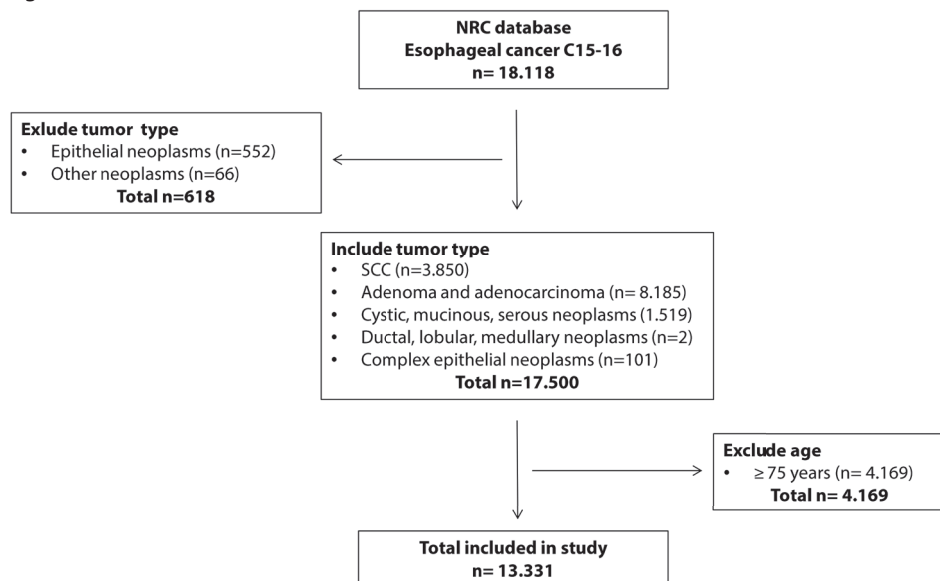 NRC database
Esophageal cancer C15-16
n= 18.118
Exlude tumor type
• Epithelial neoplasms (n=552)
• Other neoplasms (n=66)
Total n=618
Include tumor type
• SCC (n=3.850)
• Adenoma and adenocarcinoma (n= 8.185)
• Cystic, mucinous, serous neoplasms (1.519)
• Ductal, lobular, medullary neoplasms (n=2)
• Complex epithelial neoplasms (n=101)
Total n=17.500
Exclude age
• ≥ 75 years (n= 4.169)
Total n= 4.169
Total included in study
n= 13.331